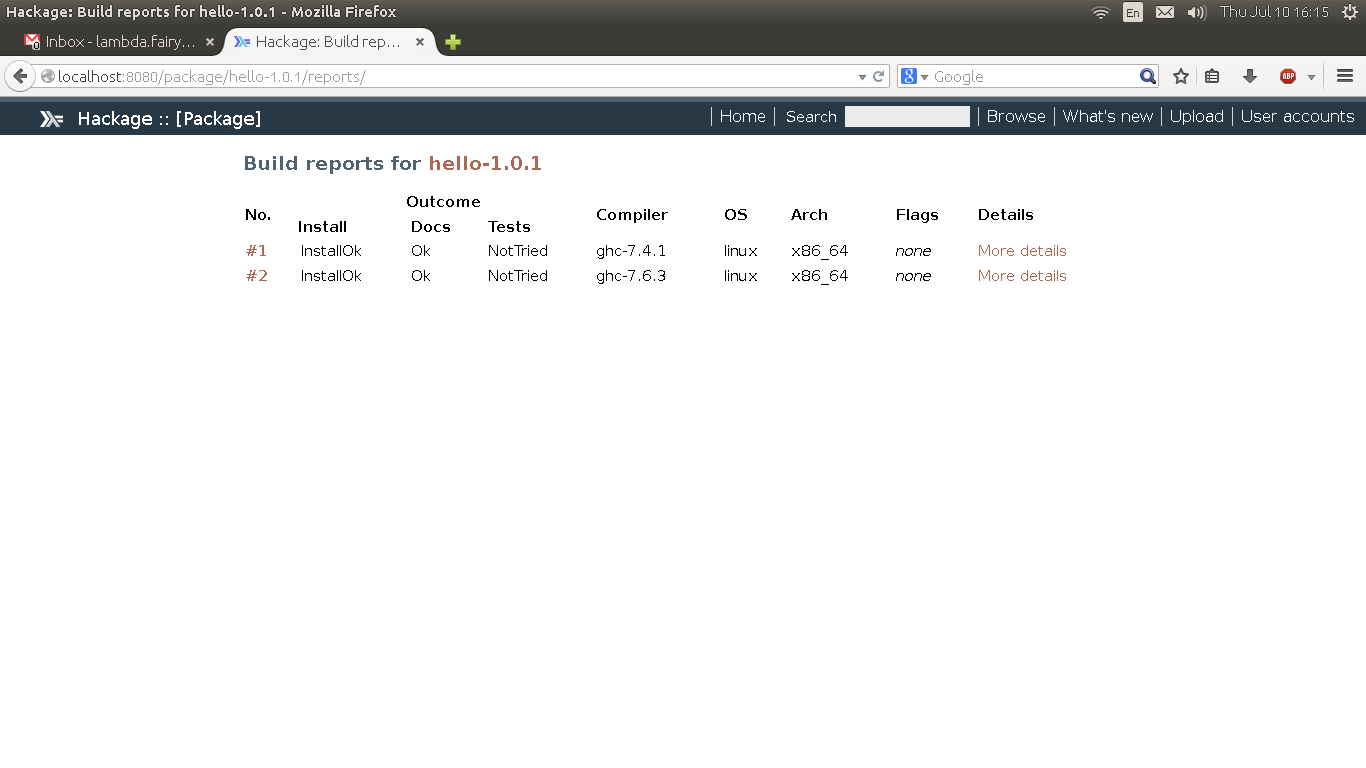 Hackage: Build reports for hello-1.0.1 - Mozilla Firefox
En
Thu Jul 10 16:15
Inbox - lambda.fairy...
Hackage: Build rep...
localhost:8080/package/hello-1.0.1/reports/
8
Google
ABP
Hackage :: [Package]
Home
Search
Browse
What's new
Upload
User accounts
Build reports for hello-1.0.1
Outcome
No. Compiler OS Arch Flags Details
Install Docs Tests
#1 InstallOk Ok NotTried ghc-7.4.1 linux x86_64 none More details
#2 InstallOk Ok NotTried ghc-7.6.3 linux x86_64 none More details